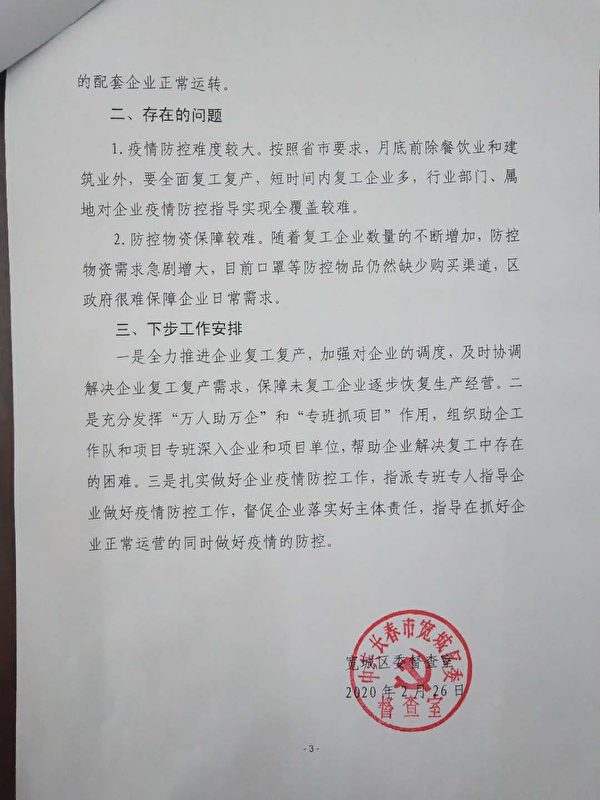 的配套企业正常运转。
二、存在的问题
1.疫情防控难度较大。按照省市要求，月底前除餐饮业和建
筑业外，要全面复工复产，短时间内复工企业多，行业部门、属
地对企业疫情防控指导实现全覆盖较难。
2.防控物资保障较难。随着复工企业数量的不断增加，防控
物资需求急剧增大，目前口罩等防控物品仍然缺少购买渠道，区
政府很难保障企业日常需求。
三、下步工作安排
一是全力推进企业复工复产，加强对企业的调度，及时协调
解决企业复工复产需求，保障未复工企业逐步恢复生产经营。二
是充分发挥“万人助万企”和“专班抓项目”作用，组织助企工
作队和项目专班深入企业和项目单位，帮助企业解决复工中存在
的困难。三是扎实做好企业疫情防控工作，指派专班专人指导企
业做好疫情防控工作，督促企业落实好主体责任，指导在抓好企
业正常运营的同时做好疫情的防控。
中共长春市宽城区委
宽城区委督查室
2020年2月26日
督查室
-3-